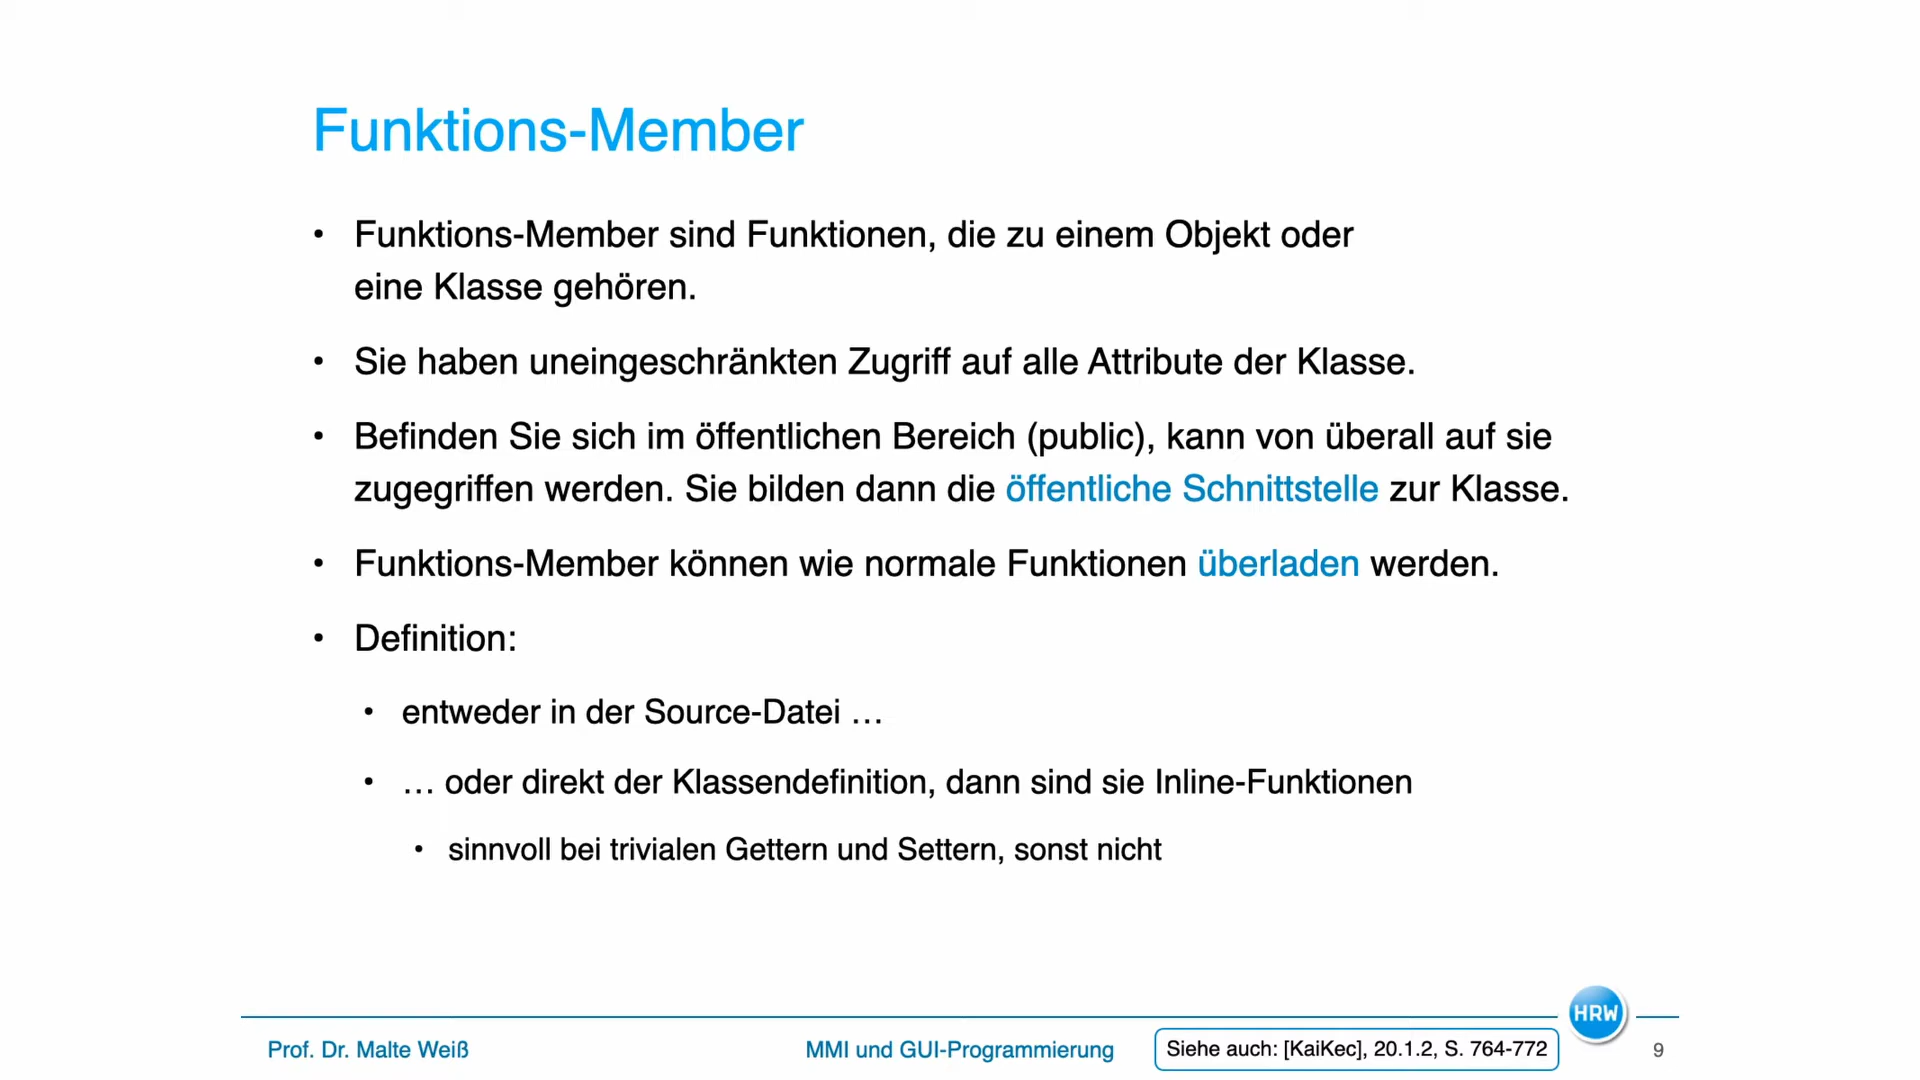 Funktions-Member
• Funktions-Member sind Funktionen, die zu einem Objekt oder
eine Klasse gehören.
• Sie haben uneingeschränkten Zugriff auf alle Attribute der Klasse.
• Befinden Sie sich im öffentlichen Bereich (public), kann von überall auf sie
zugegriffen werden. Sie bilden dann die öffentliche Schnittstelle zur Klasse.
• Funktions-Member können wie normale Funktionen überladen werden.
• Definition:
• entweder in der Source-Datei …
• … oder direkt der Klassendefinition, dann sind sie Inline-Funktionen
• sinnvoll bei trivialen Gettern und Settern, sonst nicht
HRW
Prof. Dr. Malte Weiß MMI und GUI-Programmierung Siehe auch: [KaiKec], 20.1.2, S. 764-772 9